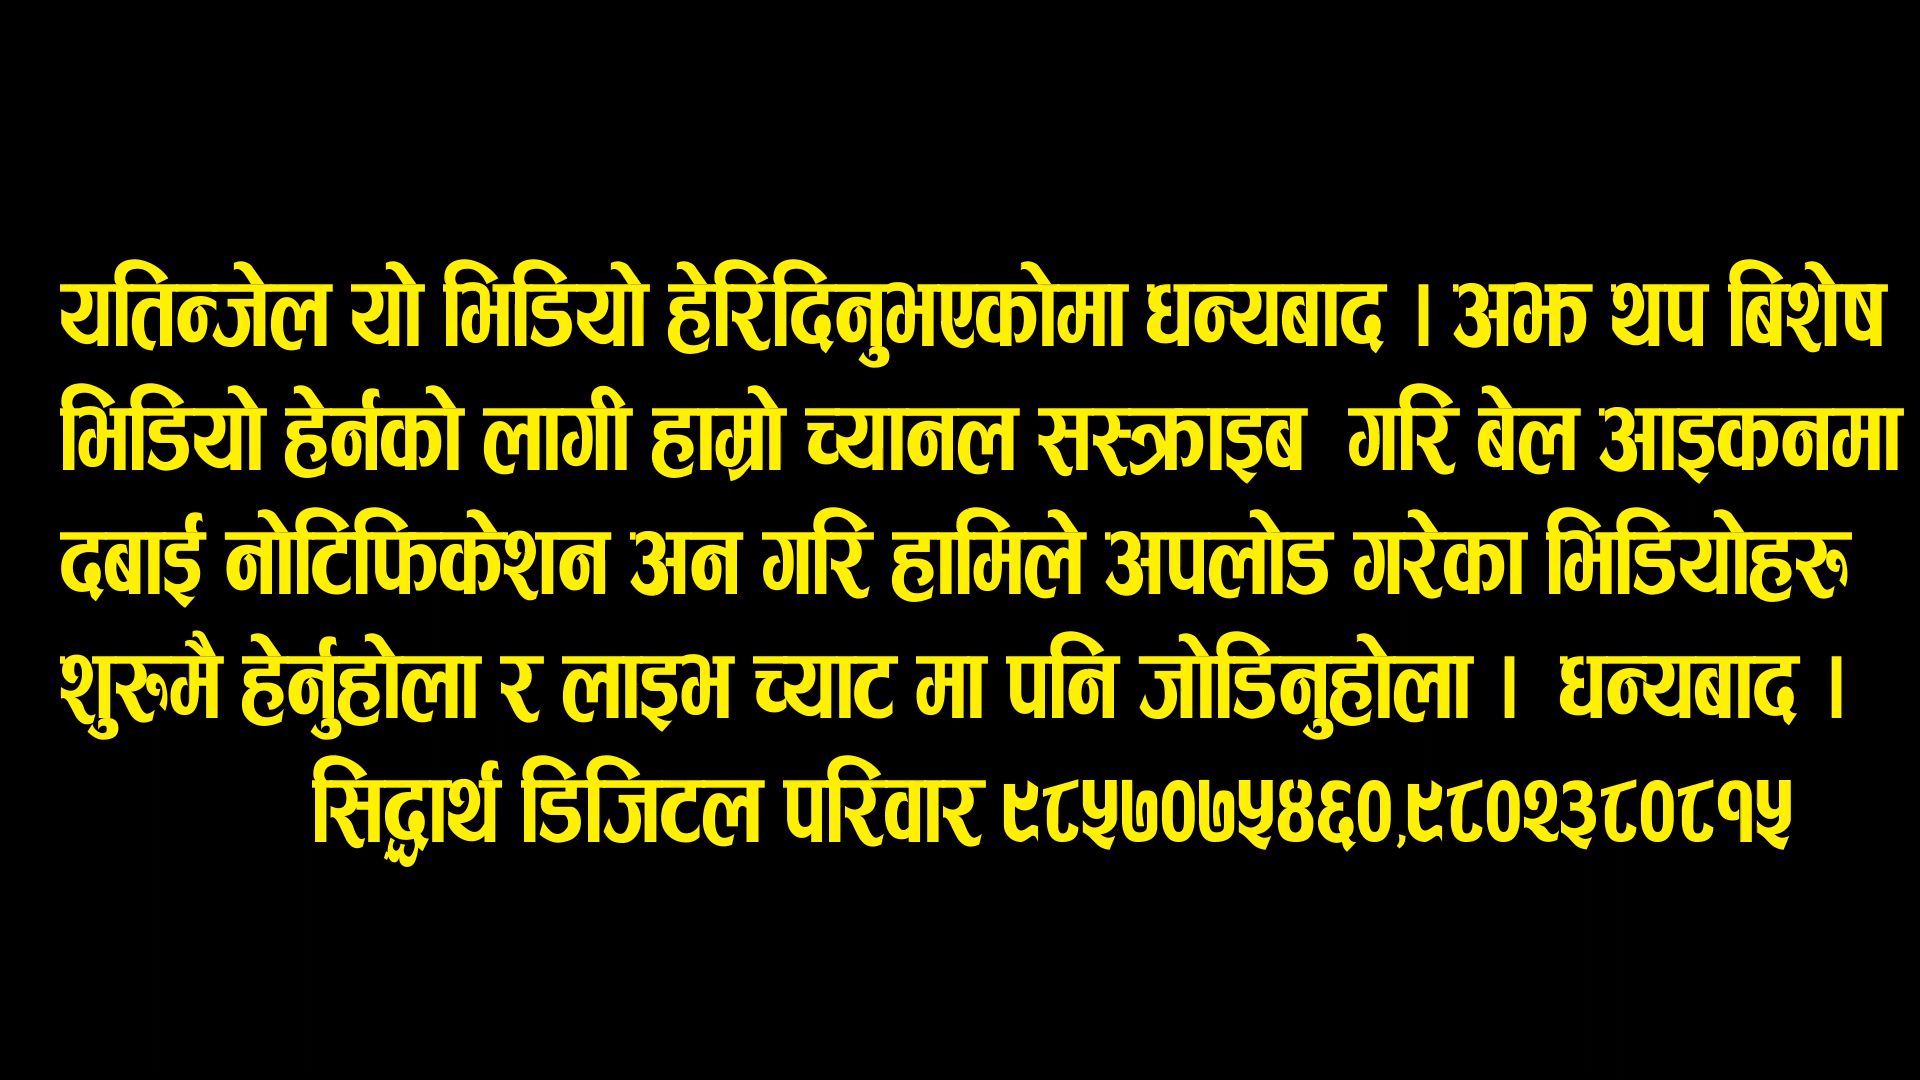 यतिन्जेल यो भिडियो हेरिदिनुभएकोमा धन्यबाद । अझ थप बिशेष
भिडियो हेर्नको लागी हाम्रो च्यानल सस्क्राइब गरि बेल आइकनमा
दबाई नोटिफिकेशन अन गरि हामिले अपलोड गरेका भिडियोहरू
शुरुमै हेर्नुहोला र लाइभ च्याट मा पनि जोडिनुहोला । धन्यबाद ।
सिद्धार्थ डिजिटल परिवार ९८५७०७५४६०,९८०२३८०८१५